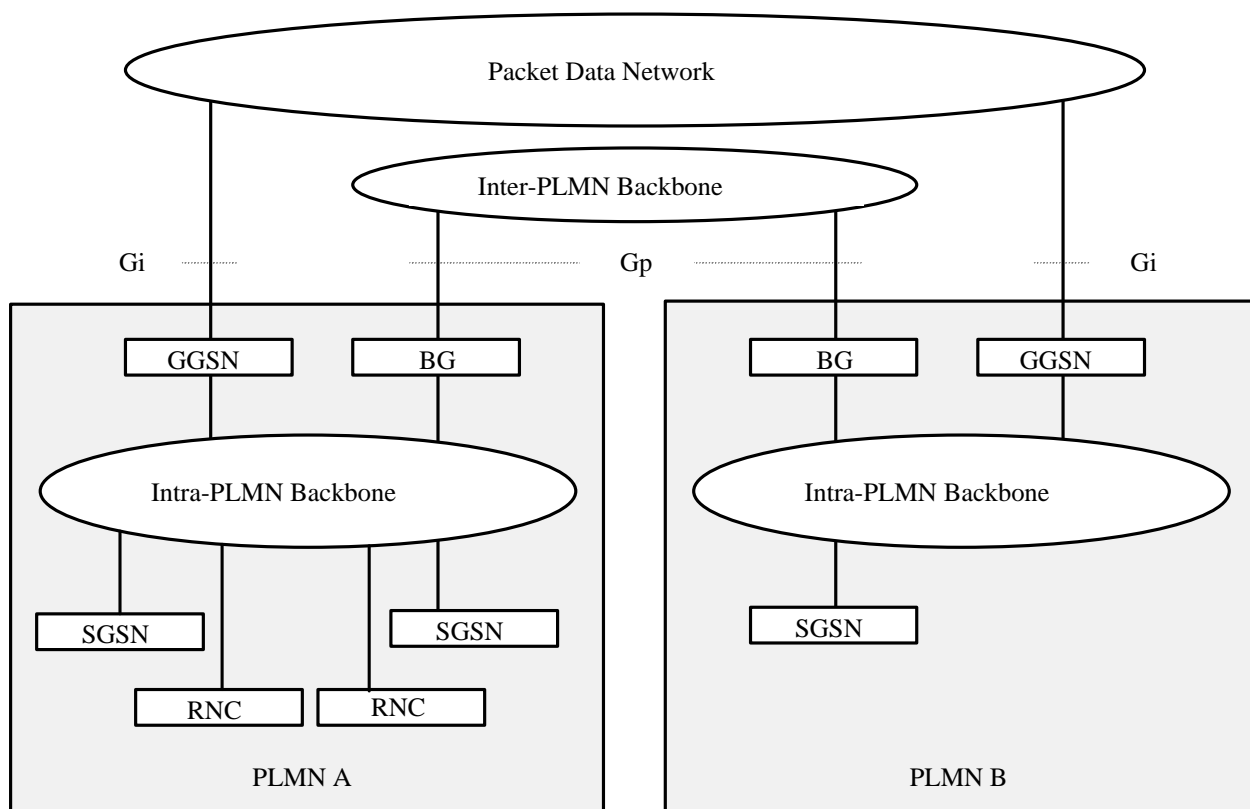 Packet Data Network
Inter-PLMN Backbone
Gi
Gp
Gi
GGSN
BG
BG
GGSN
Intra-PLMN Backbone
Intra-PLMN Backbone
SGSN
SGSN
SGSN
RNC
RNC
PLMN A
PLMN B